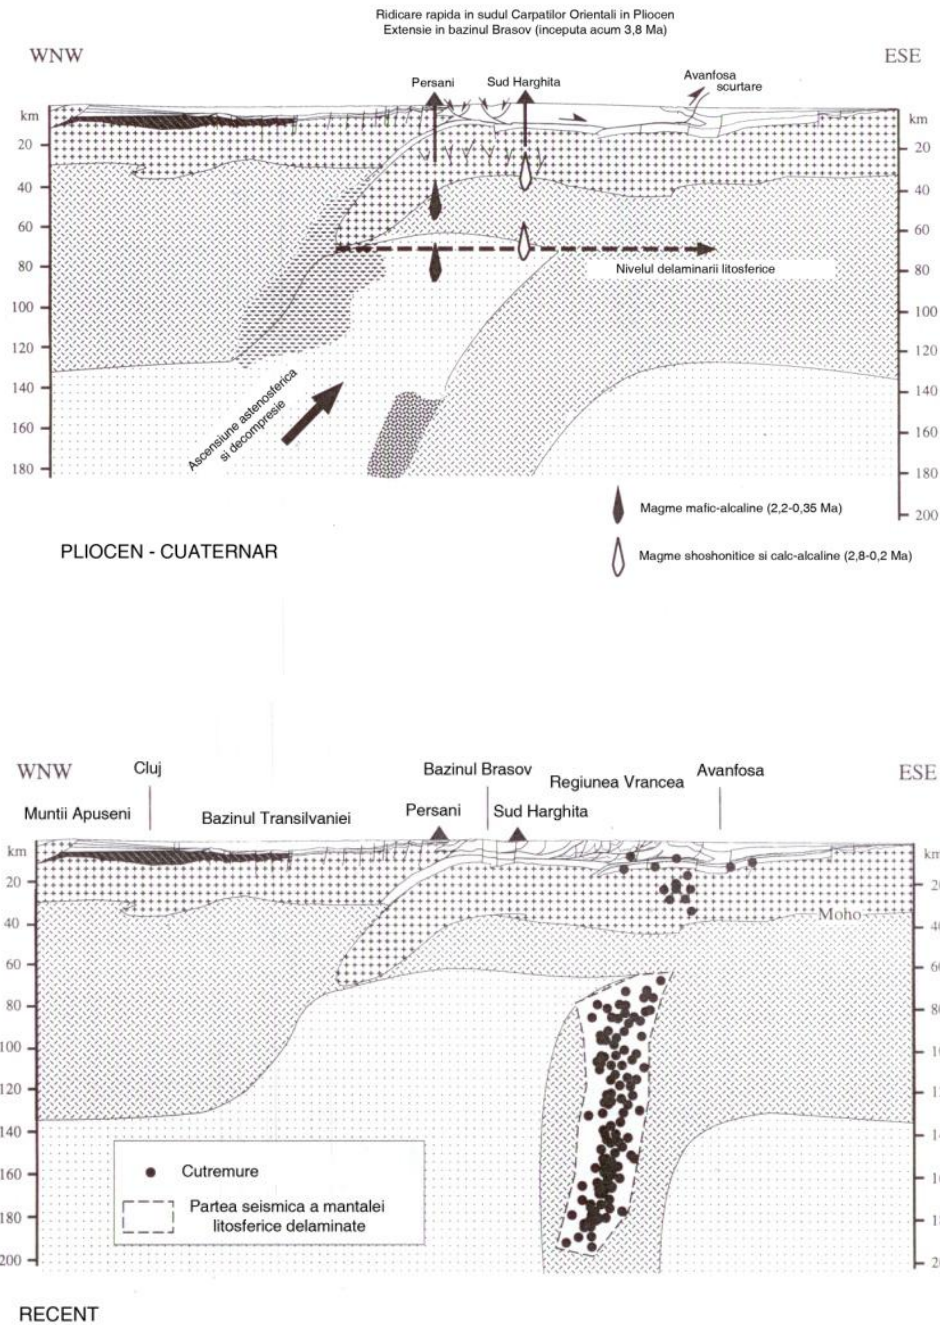 Ridicare rapida in sudul Carpatilor Orientali in Pliocen
Extensie in bazinul Brasov (inceputa acum 3,8 Ma)
WNW
ESE
Persani
Sud Harghita
Avanfosa
scurtare
km
20
40
60
80
100
120
140
160
180
km
20
40
60
80
100
120
140
160
180
200
Nivelul delaminarii litosferice
Ascensiune astenosferica
si decompresie
Magme mafic-alcaline (2,2-0,35 Ma)
Magme shoshonitice si calc-alcaline (2,8-0,2 Ma)
PLIOCEN - CUATERNAR
WNW
Cluj
Bazinul Brasov
Regiunea Vrancea
Avanfosa
ESE
Muntii Apuseni
Bazinul Transilvaniei
Persani
Sud Harghita
km
20
40
60
80
100
120
140
160
180
200
km
40
60
80
Moho
Cutremure
Partea seismica a mantalei
litosferice delaminate
RECENT